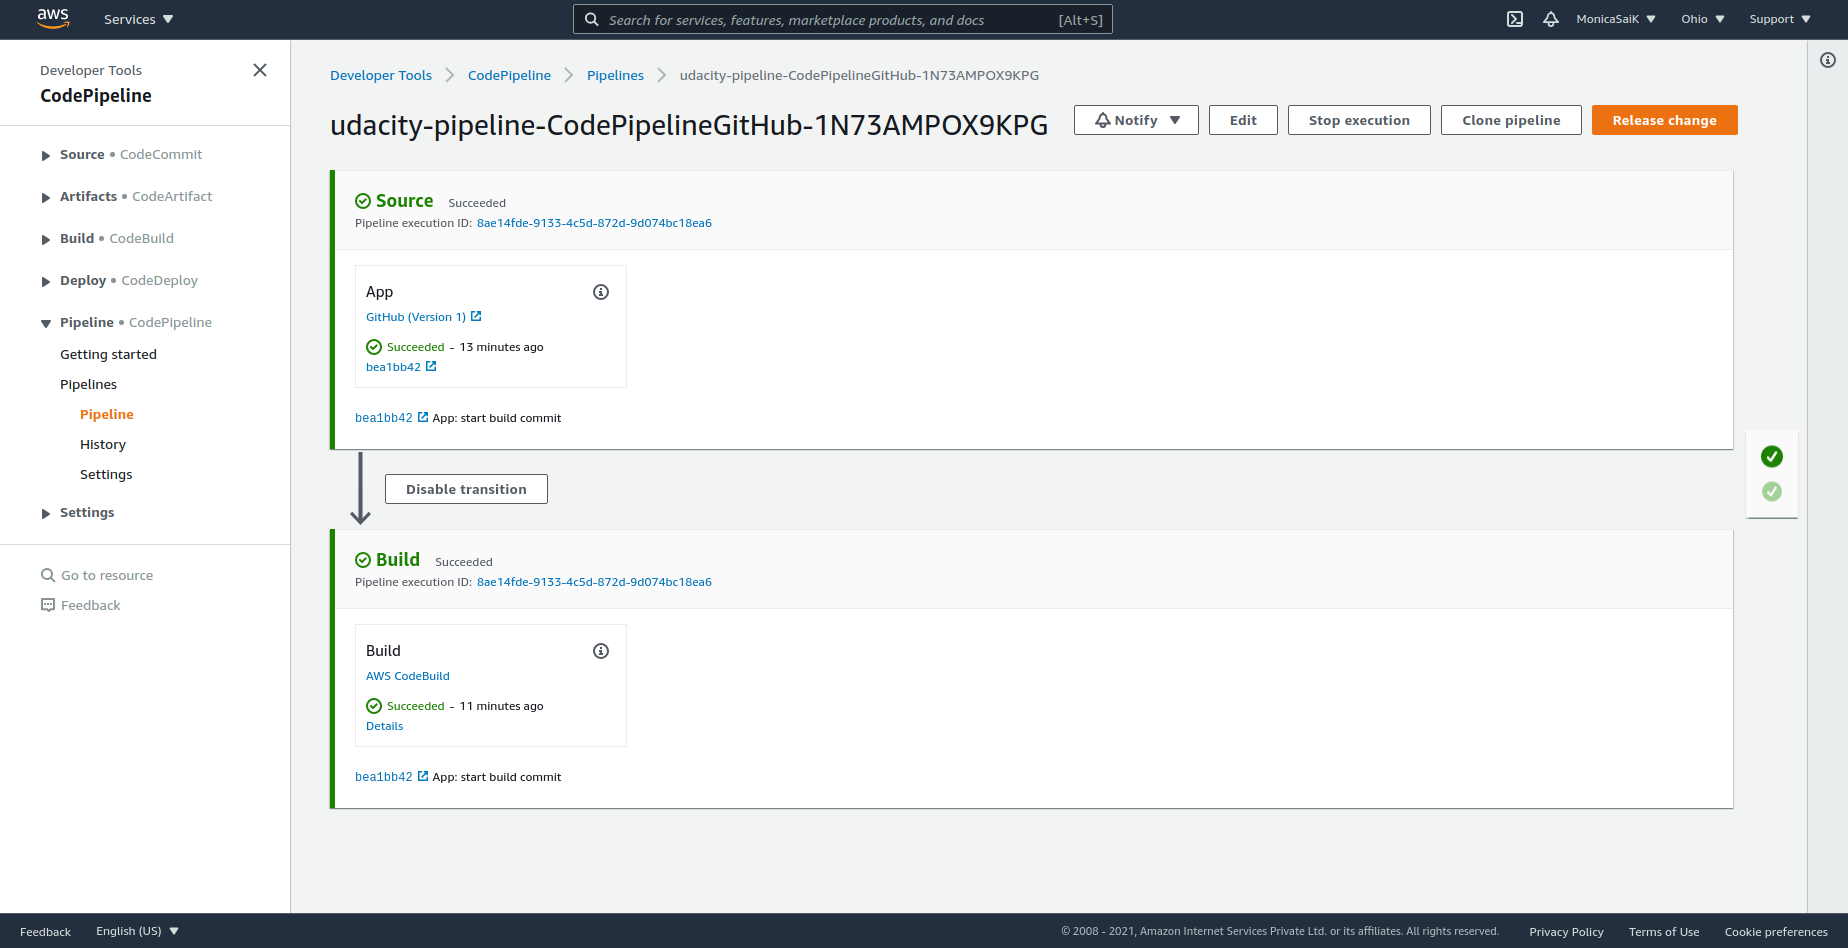 aws
Services
Search for services, features, marketplace products, and docs [Alt+S]
MonicaSaiK
Ohio
Support
Developer Tools
CodePipeline
Source • CodeCommit
Artifacts • CodeArtifact
Build • CodeBuild
Deploy • CodeDeploy
Pipeline • CodePipeline
Getting started
Pipelines
Pipeline
History
Settings
Settings
Go to resource
Feedback
Developer Tools
CodePipeline
Pipelines
udacity-pipeline-CodePipelineGitHub-1N73AMPOX9KPG
udacity-pipeline-CodePipelineGitHub-1N73AMPOX9KPG
Notify
Edit
Stop execution
Clone pipeline
Release change
Source Succeeded
Pipeline execution ID: 8ae14fde-9133-4c5d-872d-9d074bc18ea6
App
GitHub (Version 1)
Succeeded - 13 minutes ago
bea1bb42
bea1bb42 App: start build commit
Disable transition
Build Succeeded
Pipeline execution ID: 8ae14fde-9133-4c5d-872d-9d074bc18ea6
Build
AWS CodeBuild
Succeeded - 11 minutes ago
Details
bea1bb42 App: start build commit
Feedback
English (US)
© 2008 - 2021, Amazon Internet Services Private Ltd. or its affiliates. All rights reserved.
Privacy Policy
Terms of Use
Cookie preferences